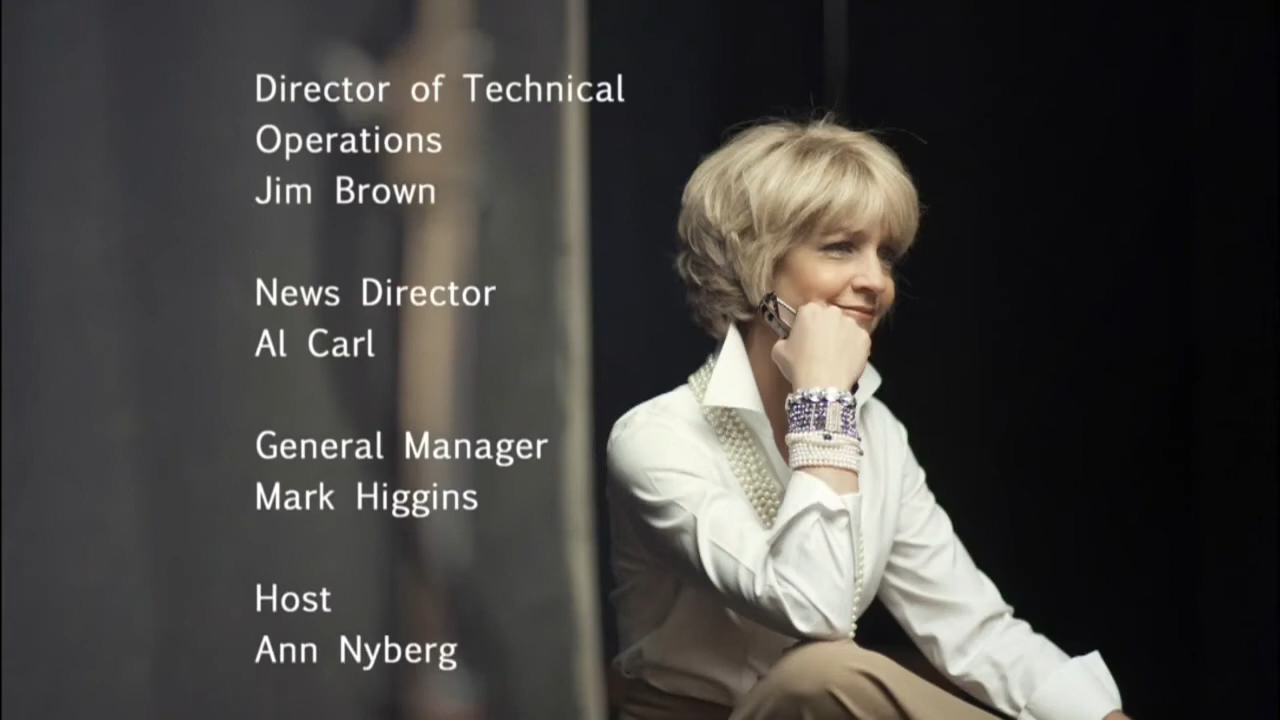 Director of Technical
Operations
Jim Brown
News Director
Al Carl
General Manager
Mark Higgins
Host
Ann Nyberg